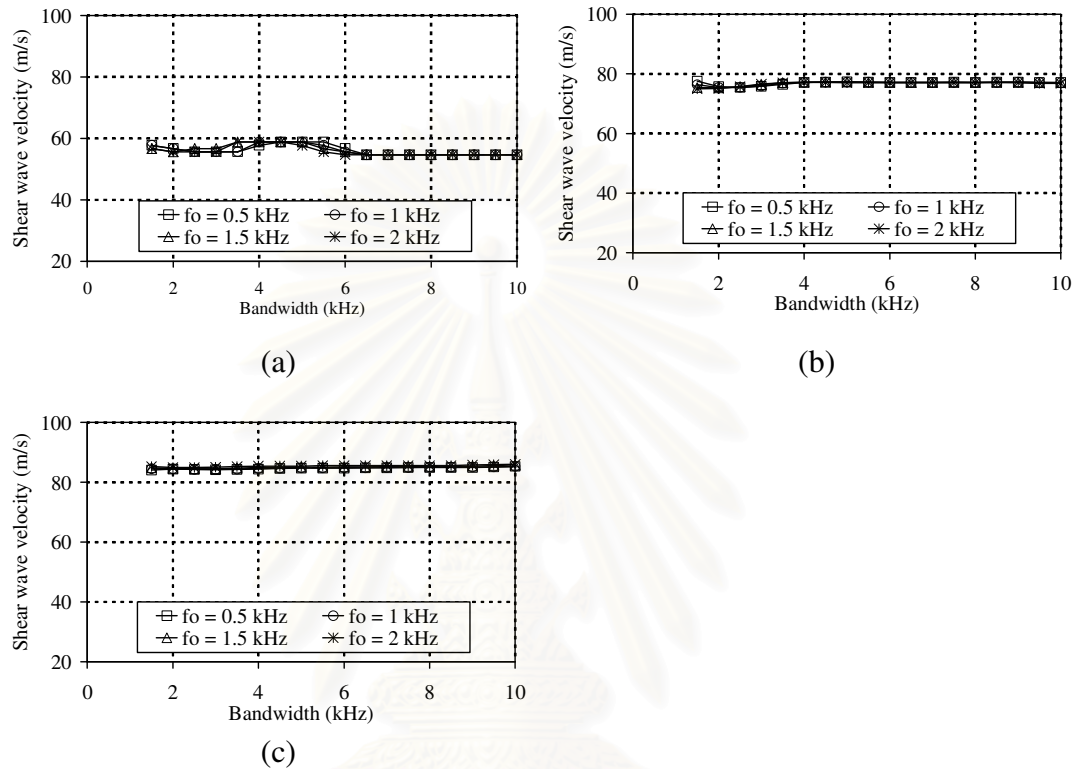 100
80
60
40
20
Shear wave velocity (m/s)
fo = 0.5 kHz fo = 1 kHz
fo = 1.5 kHz fo = 2 kHz
0 2 4 6 8 10
Bandwidth (kHz)
(a)
100
80
60
40
20
Shear wave velocity (m/s)
fo = 0.5 kHz fo = 1 kHz
fo = 1.5 kHz fo = 2 kHz
0 2 4 6 8 10
Bandwidth (kHz)
(b)
100
80
60
40
20
Shear wave velocity (m/s)
fo = 0.5 kHz fo = 1 kHz
fo = 1.5 kHz fo = 2 kHz
0 2 4 6 8 10
Bandwidth (kHz)
(c)